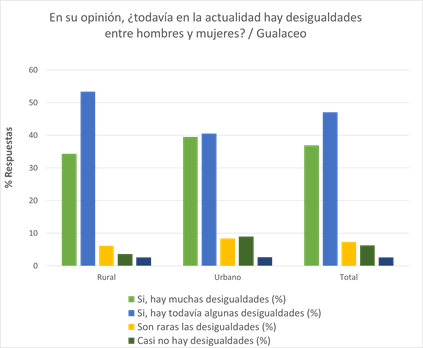 En su opinión, ¿todavía en la actualidad hay desigualdades
entre hombres y mujeres? / Gualaceo
60
50
40
30
20
10
0
% Respuestas
Rural Urbano Total
Si, hay muchas desigualdades (%)
Si, hay todavía algunas desigualdades (%)
Son raras las desigualdades (%)
Casi no hay desigualdades (%)